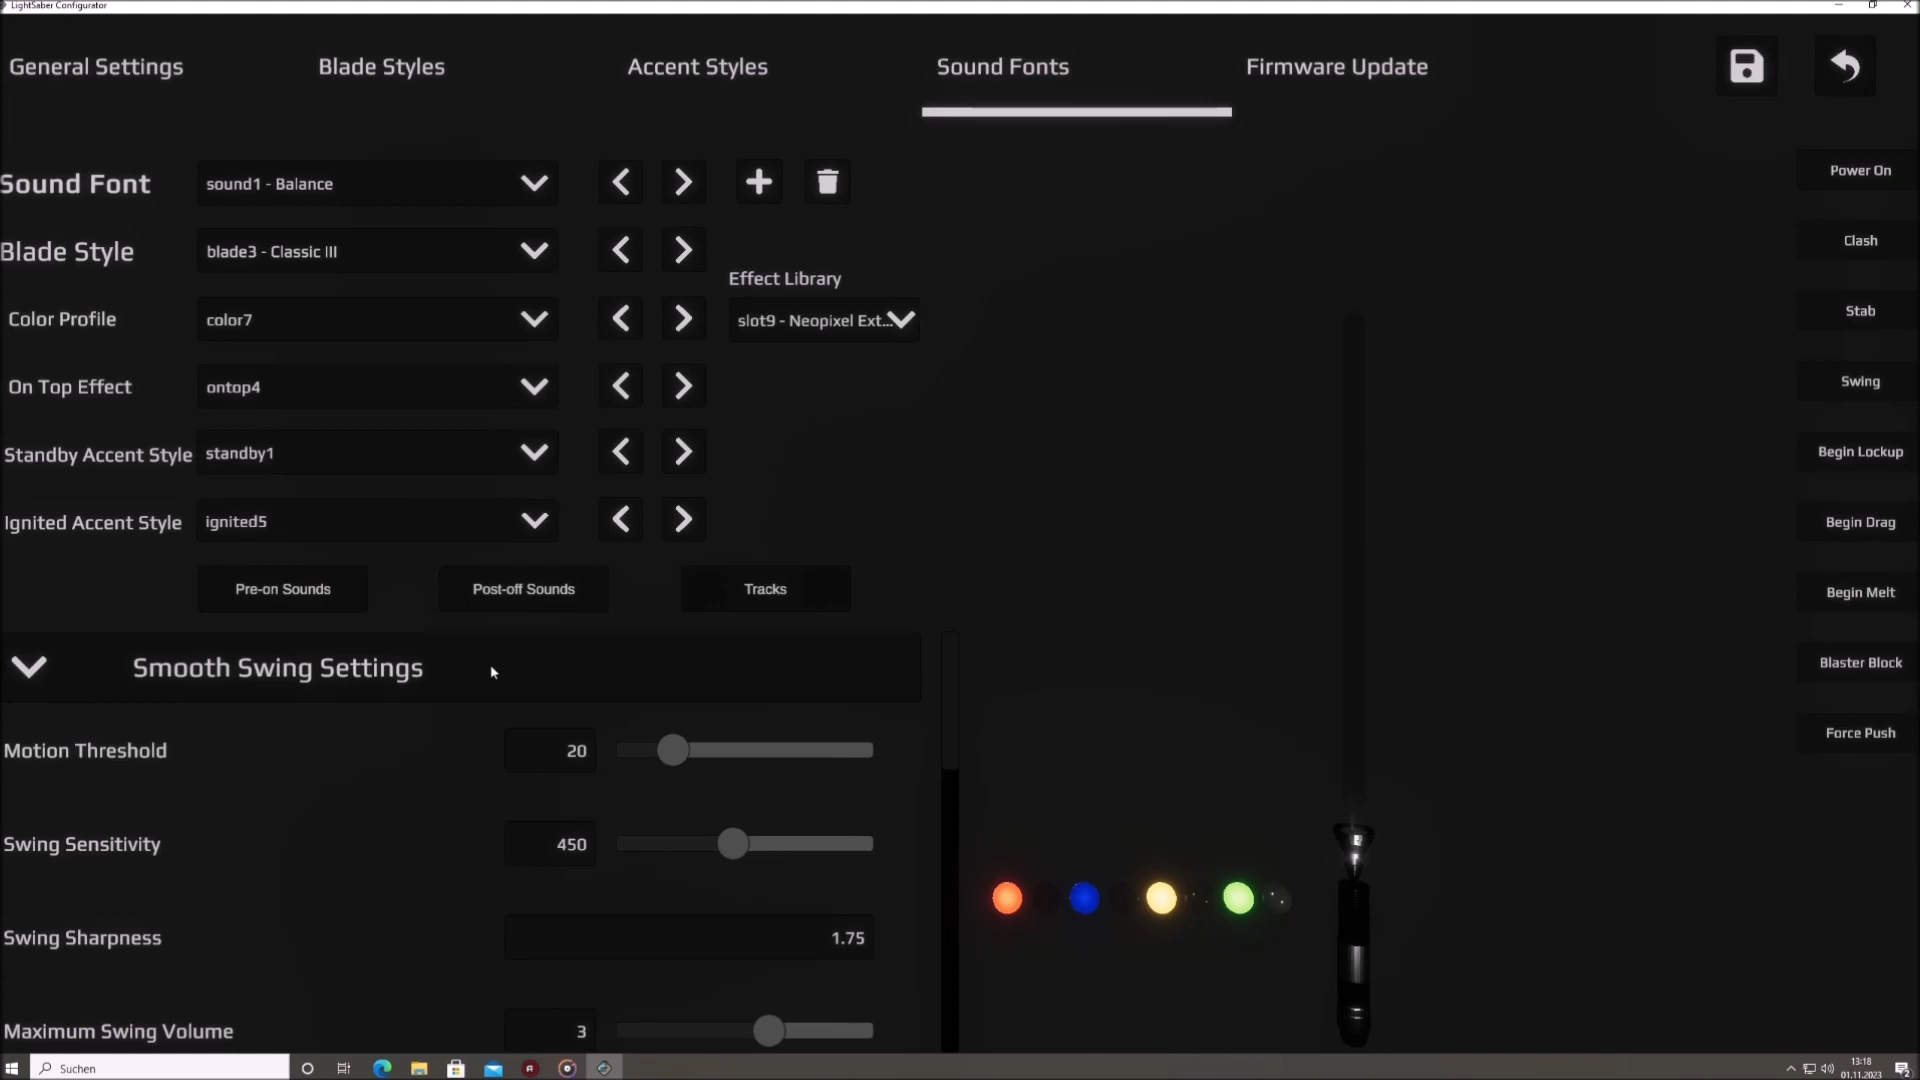 LightSaber Configurator
General Settings
Blade Styles
Accent Styles
Sound Fonts
Firmware Update
Sound Font
sound1 - Balance
Blade Style
blade3 - Classic III
Effect Library
Color Profile
color7
slot9 - Neopixel Ext...
On Top Effect
ontop4
Standby Accent Style
standby1
Ignited Accent Style
ignited5
Pre-on Sounds
Post-off Sounds
Tracks
Smooth Swing Settings
Motion Threshold
20
Swing Sensitivity
450
Swing Sharpness
1.75
Maximum Swing Volume
3
Power On
Clash
Stab
Swing
Begin Lockup
Begin Drag
Begin Melt
Blaster Block
Force Push
Suchen
13:18
01.11.2023
2